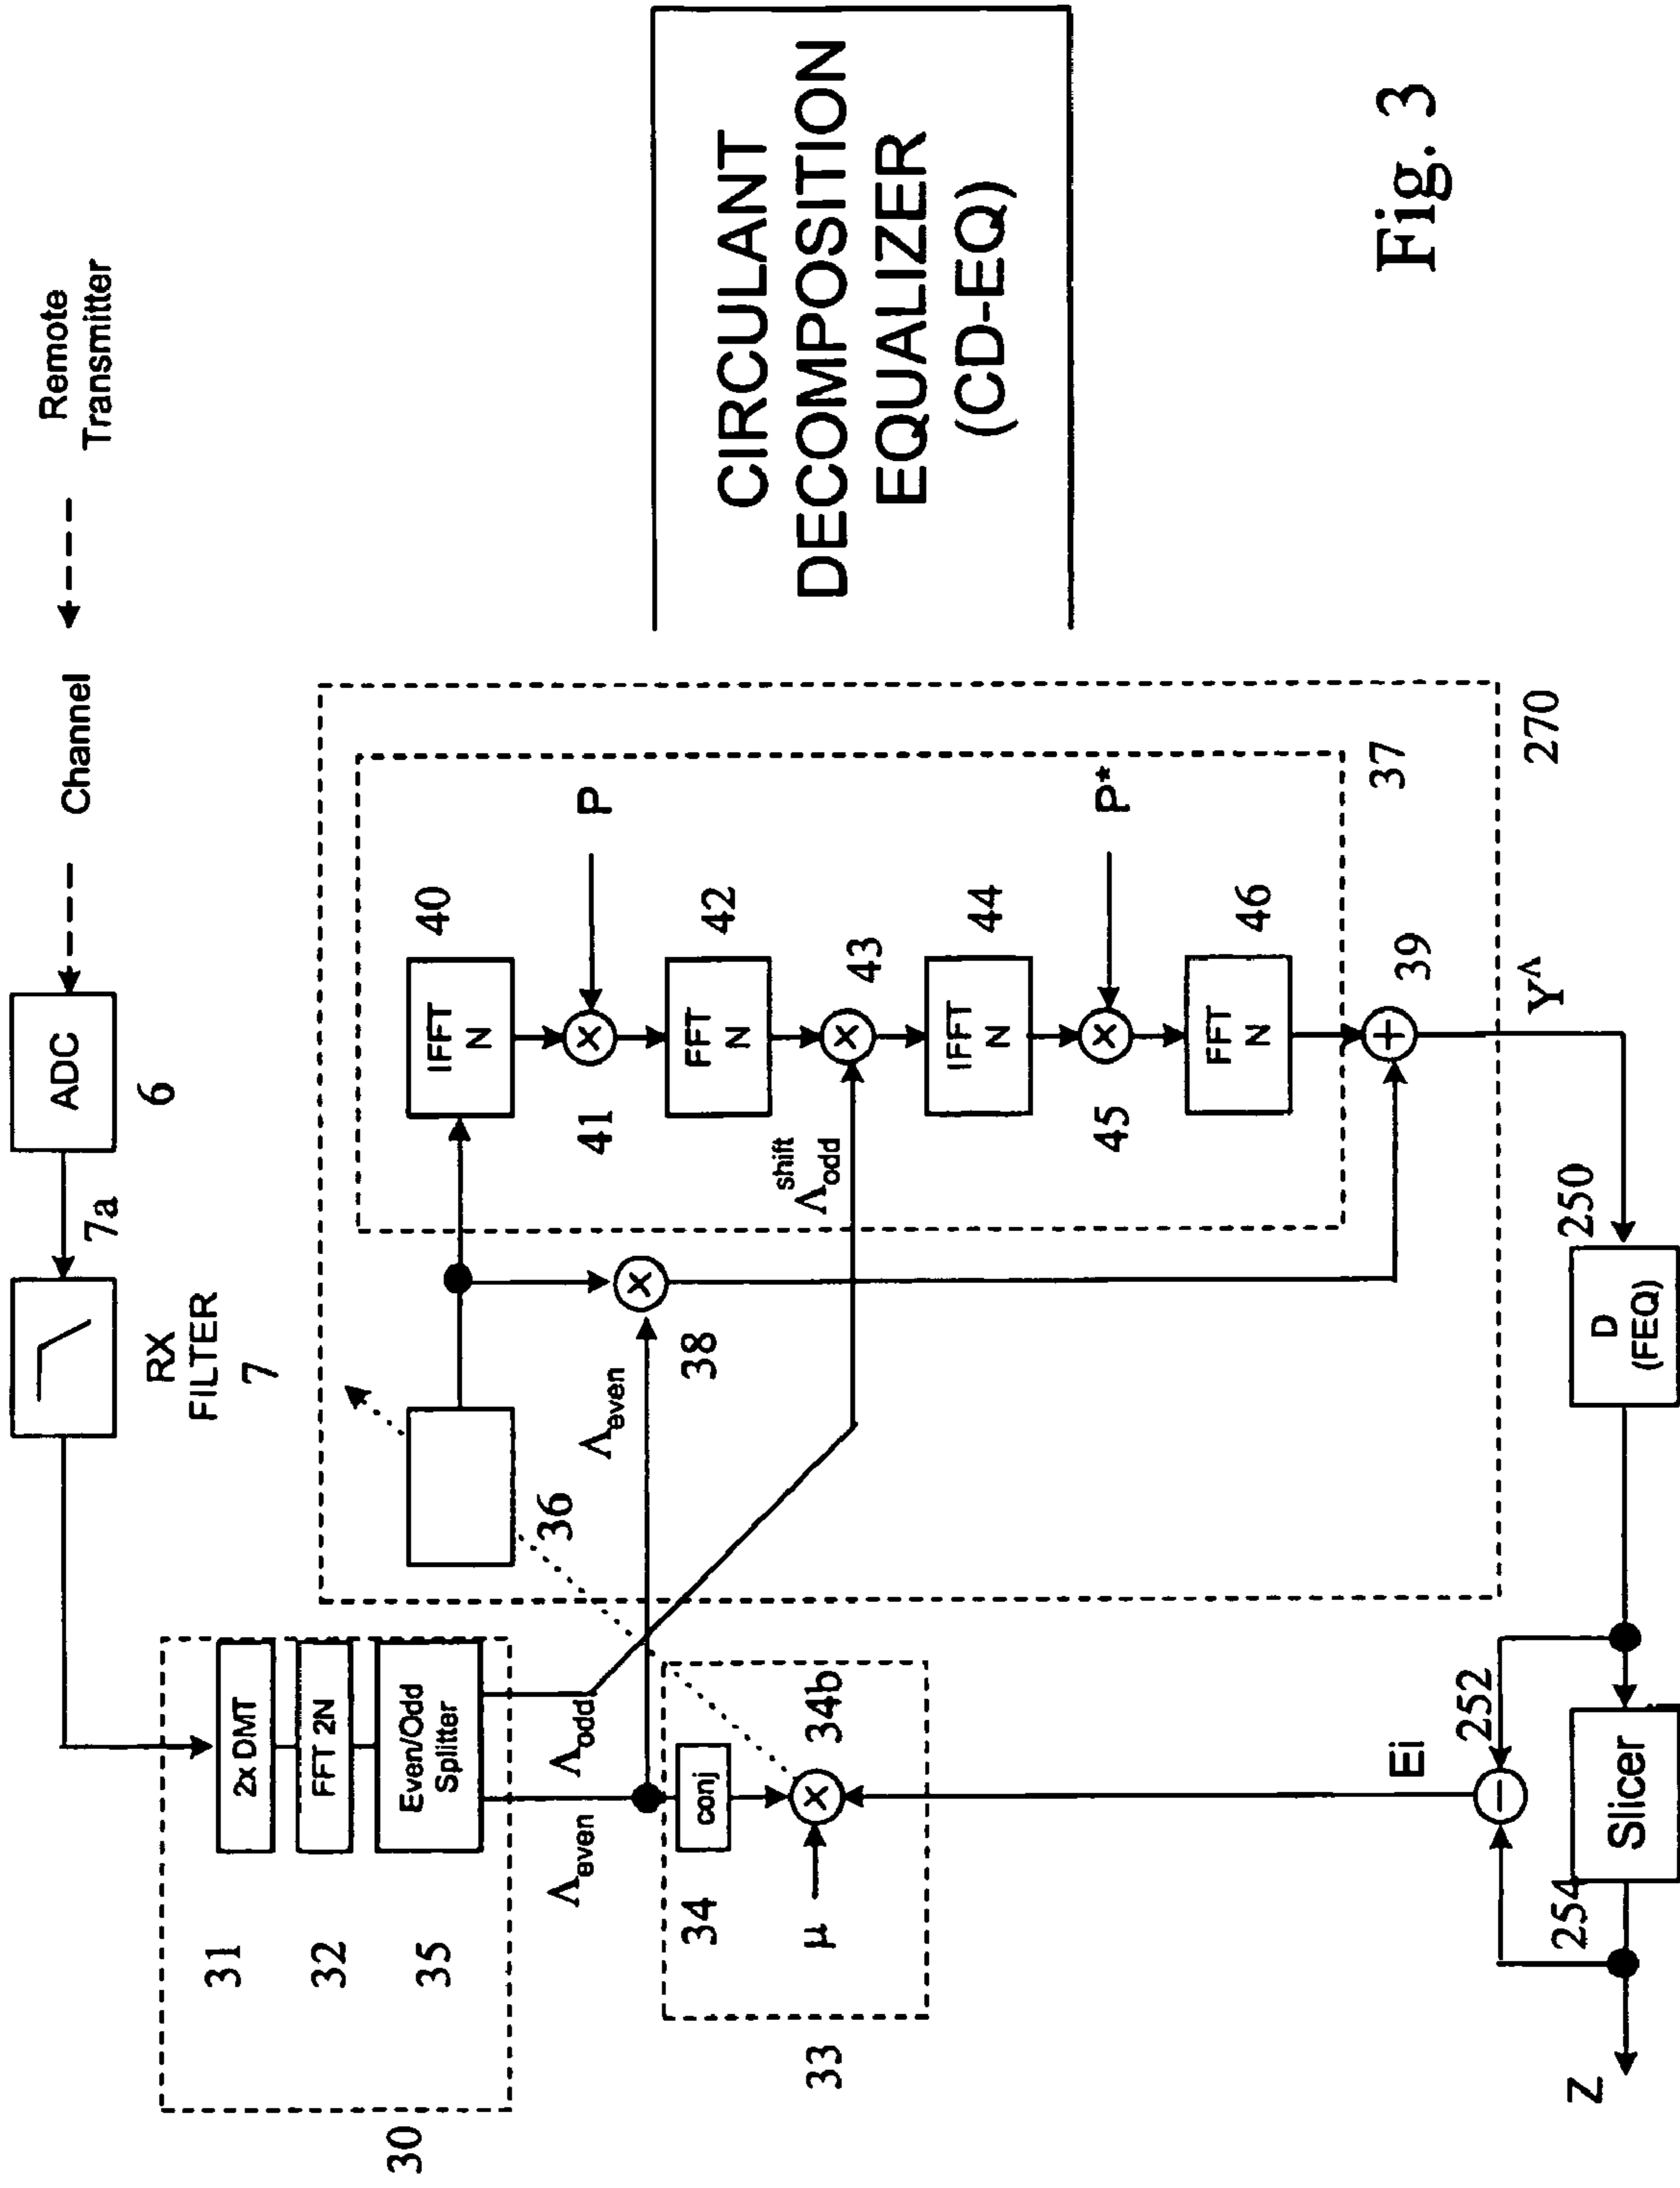 Remote
Transmitter
Channel
ADC
6
7a
RX
FILTER
7
2x DMT
FFT 2N
Even/Odd
Splitter
31
32
35
30
Λeven
Λodd
conj
34
34b
μ
33
36
Λeven
38
Λodd shift
IFFT
N
40
41
P
FFT
N
42
43
IFFT
N
44
45
P*
FFT
N
46
37
39
270
Y^
D
(FEQ)
250
252
Ei
Slicer
254
Z
CIRCULANT
DECOMPOSITION
EQUALIZER
(CD-EQ)
Fig. 3